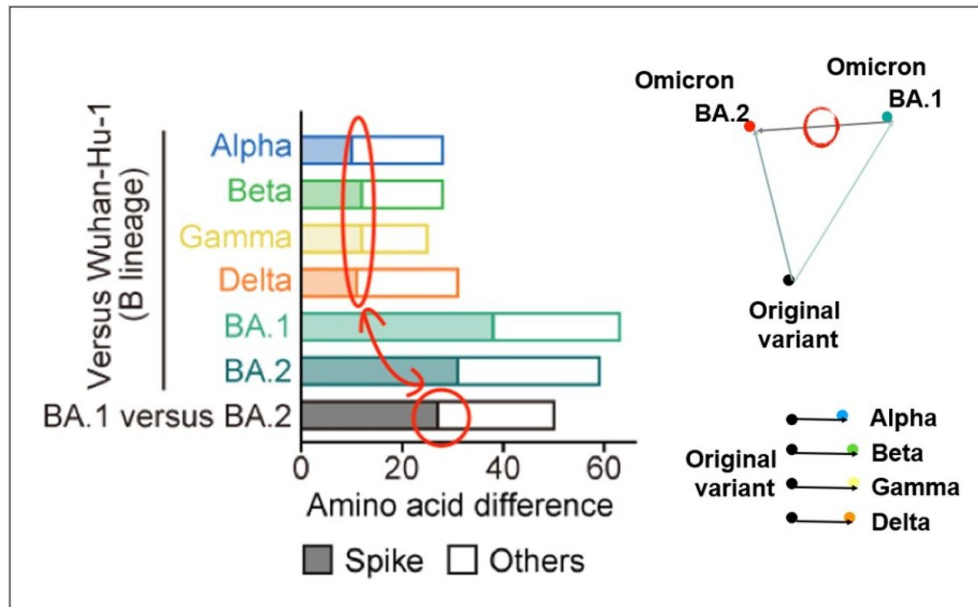 Versus Wuhan-Hu-1
(B lineage)
Alpha
Beta
Gamma
Delta
BA.1
BA.2
BA.1 versus BA.2
0 20 40 60
Amino acid difference
Spike Others
Omicron
BA.2
Omicron
BA.1
Original
variant
Original
variant
Alpha
Beta
Gamma
Delta